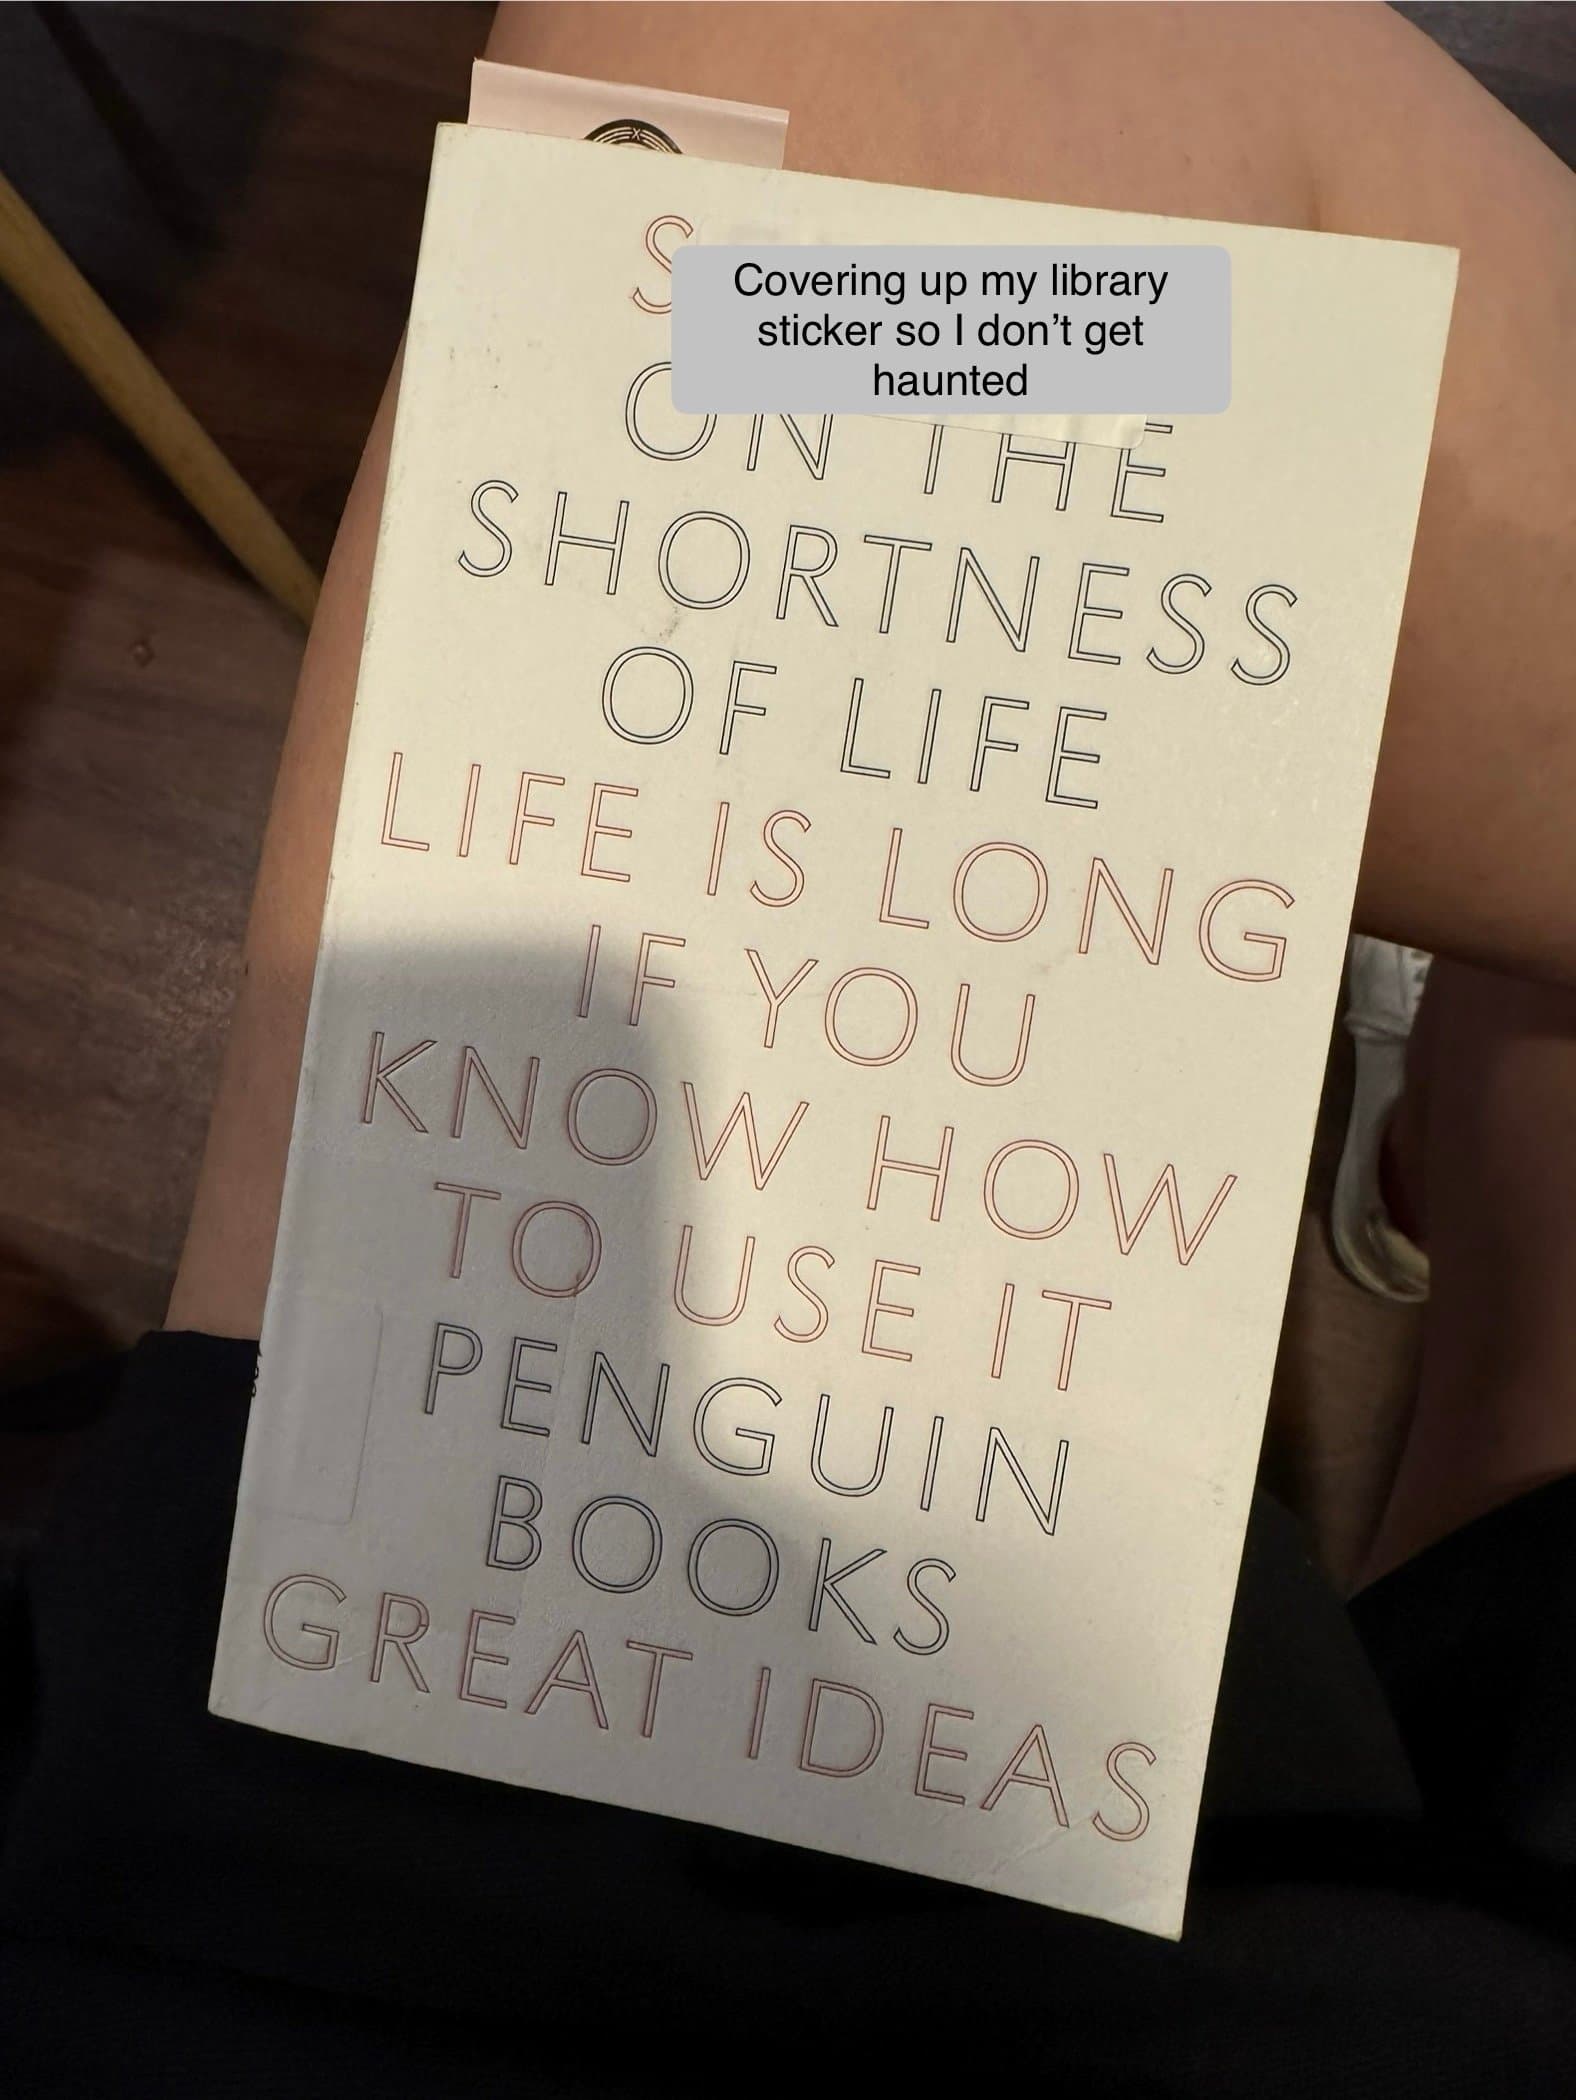 S
Covering up my library
sticker so I don't get
haunted
ON THE
SHORTNESS
OF LIFE
LIFE IS LONG
IF YOU
KNOW HOW
TO USE IT
PENGUIN
BOOKS
GREAT IDEAS